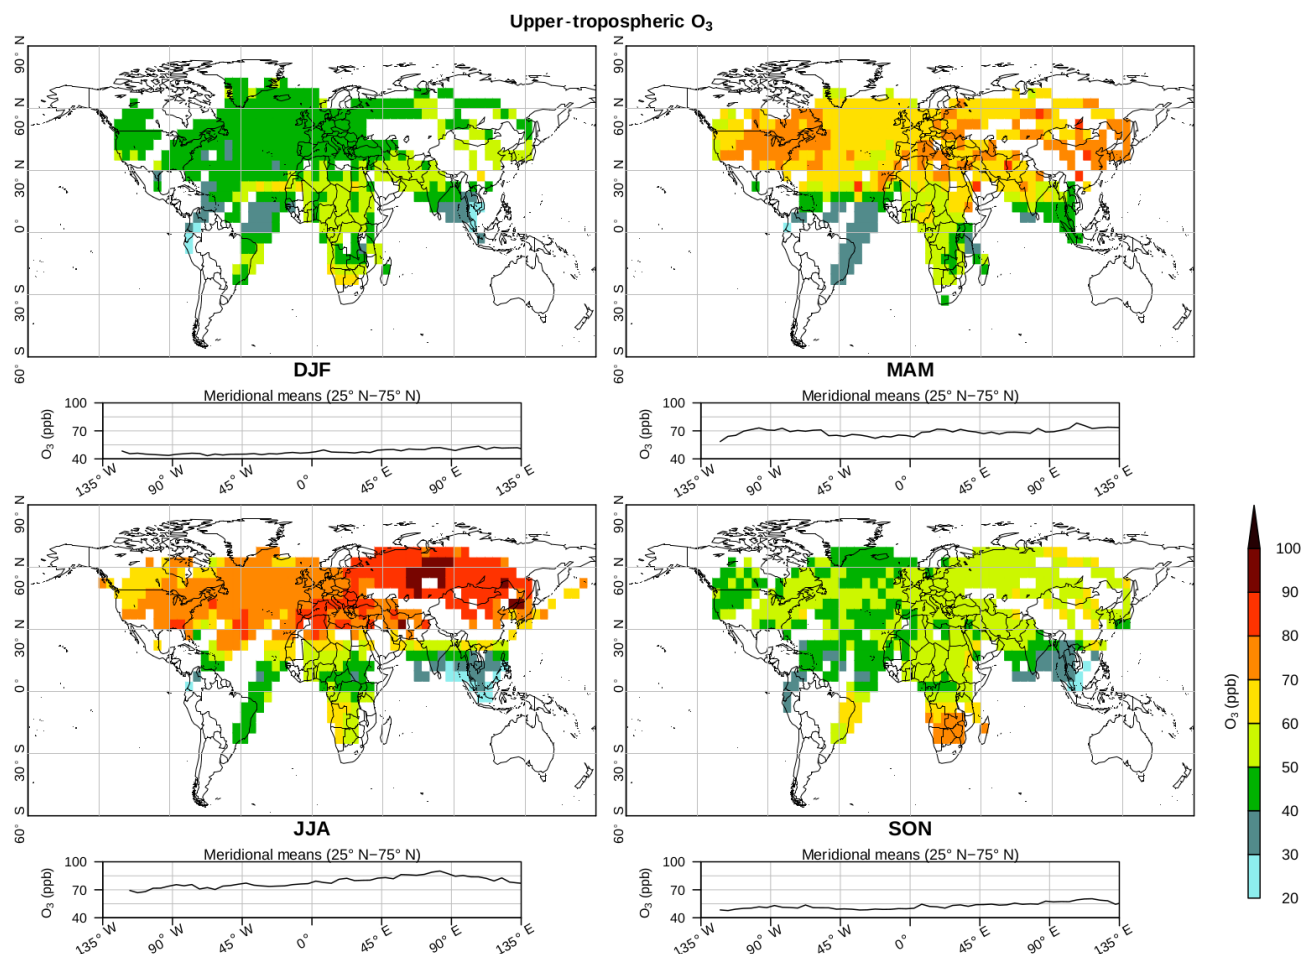 Upper-tropospheric O₃
90° N
60° N
30° N
0°
30° S
60° S
90° N
60° N
30° N
0°
30° S
60° S
DJF
MAM
Meridional means (25° N−75° N)
Meridional means (25° N−75° N)
O₃ (ppb)
100
70
40
135° W
90° W
45° W
0°
45° E
90° E
135° E
O₃ (ppb)
100
70
40
135° W
90° W
45° W
0°
45° E
90° E
135° E
90° N
60° N
30° N
0°
30° S
60° S
90° N
60° N
30° N
0°
30° S
60° S
JJA
SON
Meridional means (25° N−75° N)
Meridional means (25° N−75° N)
O₃ (ppb)
100
70
40
135° W
90° W
45° W
0°
45° E
90° E
135° E
O₃ (ppb)
100
70
40
135° W
90° W
45° W
0°
45° E
90° E
135° E
O₃ (ppb)
100
90
80
70
60
50
40
30
20